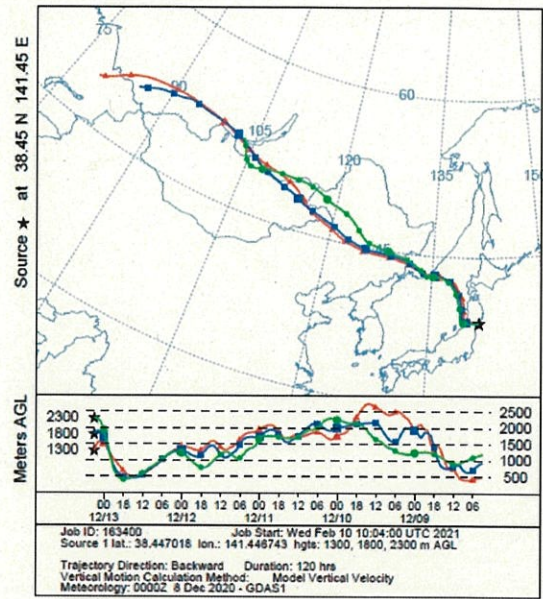 Source ★ at 38.45 N 141.45 E
75
90
60
105
120
135
150
Meters AGL
2300
1800
1300
2500
2000
1500
1000
500
00 18 12 06 00 18 12 06 00 18 12 06 00 18 12 06 00 18 12 06
12/13 12/12 12/11 12/10 12/09
Job ID: 163400 Job Start: Wed Feb 10 10:04:00 UTC 2021
Source 1 lat.: 38.447018 lon.: 141.446743 hgts: 1300, 1800, 2300 m AGL
Trajectory Direction: Backward Duration: 120 hrs
Vertical Motion Calculation Method: Model Vertical Velocity
Meteorology: 0000Z 8 Dec 2020 - GDAS1